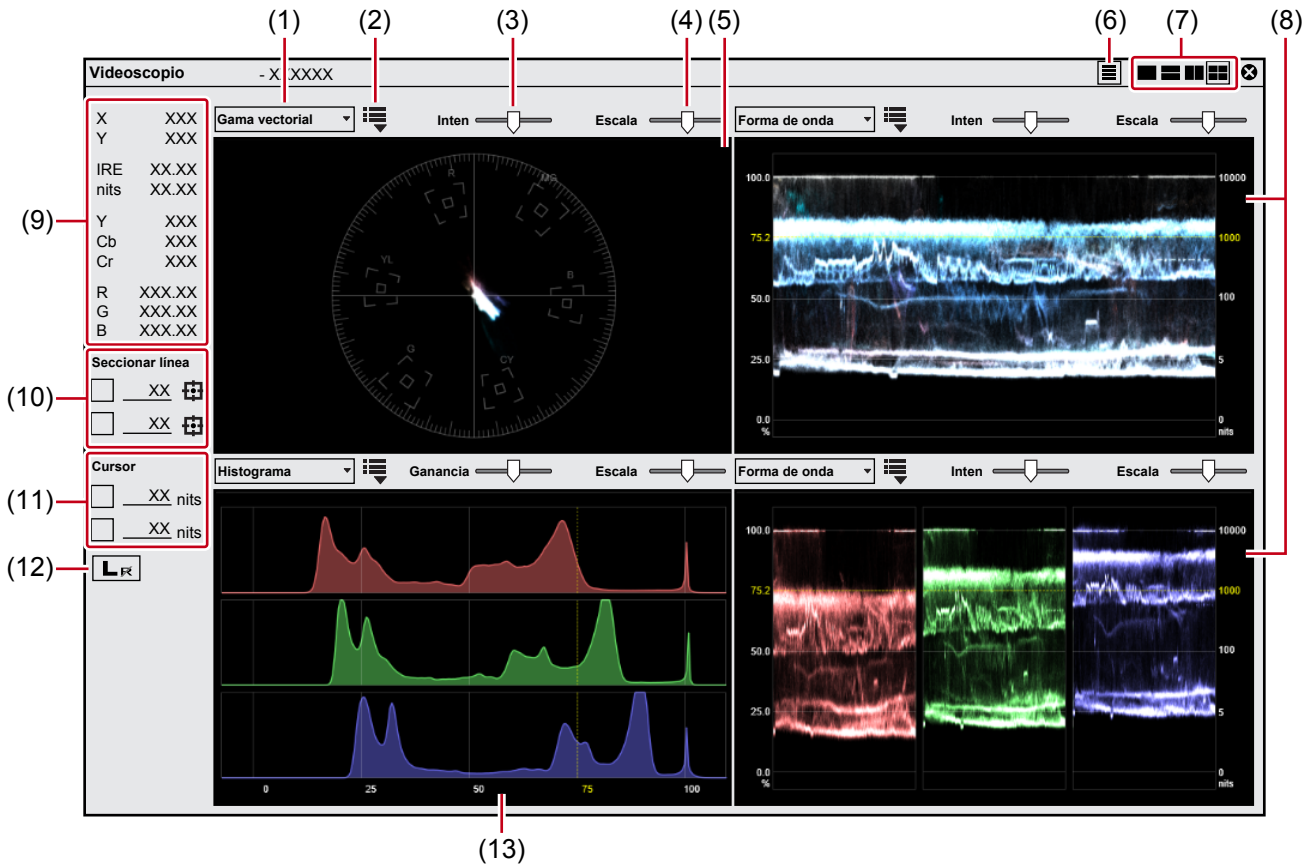 (1) (2) (3) (4) (5) (6) (7) (8)
Videoscopio - XXXXXX
X XXX
Y XXX
IRE XX.XX
nits XX.XX
(9)
Y XXX
Cb XXX
Cr XXX
R XXX.XX
G XXX.XX
B XXX.XX
Seccionar línea
(10)
XX
XX
Cursor
(11)
XX nits
XX nits
(12)
L R
Gama vectorial Inten Escala
R MG
YL B
G CY
Forma de onda Inten Escala
100.0 10000
75.2 1000
50.0 100
25.0 5
0.0 0
% nits
Histograma Ganancia Escala
0 25 50 75 100
(13)
Forma de onda Inten Escala
100.0 10000
75.2 1000
50.0 100
25.0 5
0.0 0
% nits
(8)